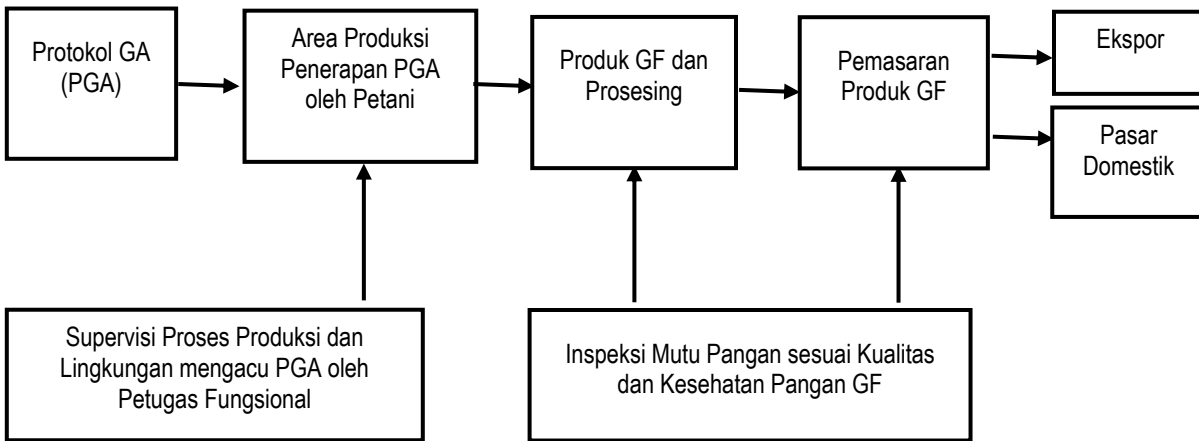 Protokol GA
(PGA)
Area Produksi
Penerapan PGA
oleh Petani
Produk GF dan
Prosesing
Pemasaran
Produk GF
Ekspor
Pasar
Domestik
Supervisi Proses Produksi dan
Lingkungan mengacu PGA oleh
Petugas Fungsional
Inspeksi Mutu Pangan sesuai Kualitas
dan Kesehatan Pangan GF